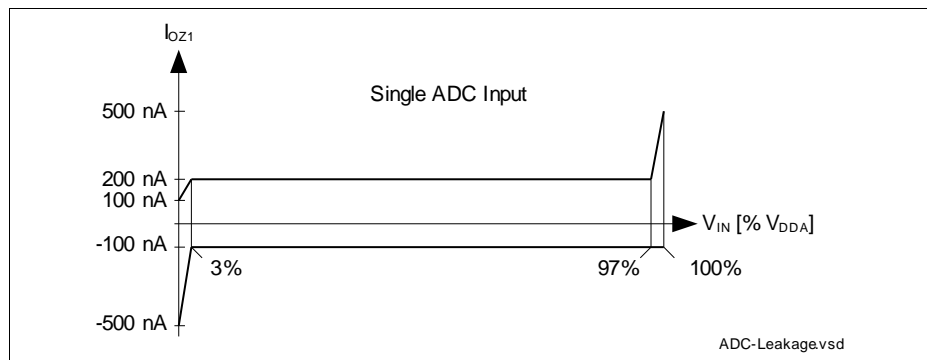 I_OZ1
Single ADC Input
500 nA
200 nA
100 nA
V_IN [% V_DDA]
-100 nA
3%
97%
100%
-500 nA
ADC-Leakage.vsd